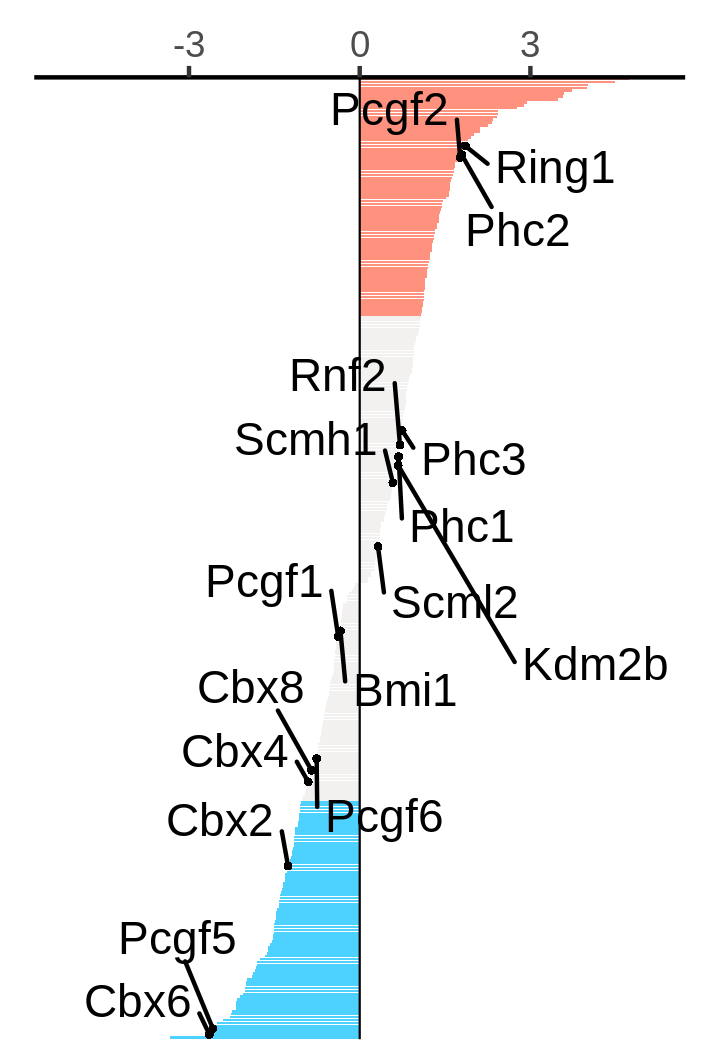 -3 0 3
Pcgf2
Ring1
Phc2
Rnf2
Scmh1
Phc3
Phc1
Pcgf1
Scml2
Kdm2b
Cbx8
Bmi1
Cbx4
Pcgf6
Cbx2
Pcgf5
Cbx6